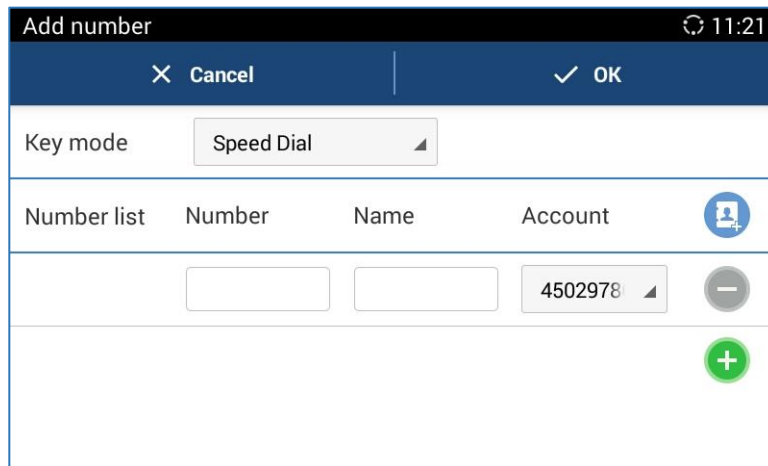 Add number 11:21
Cancel OK
Key mode Speed Dial
Number list Number Name Account
4502978